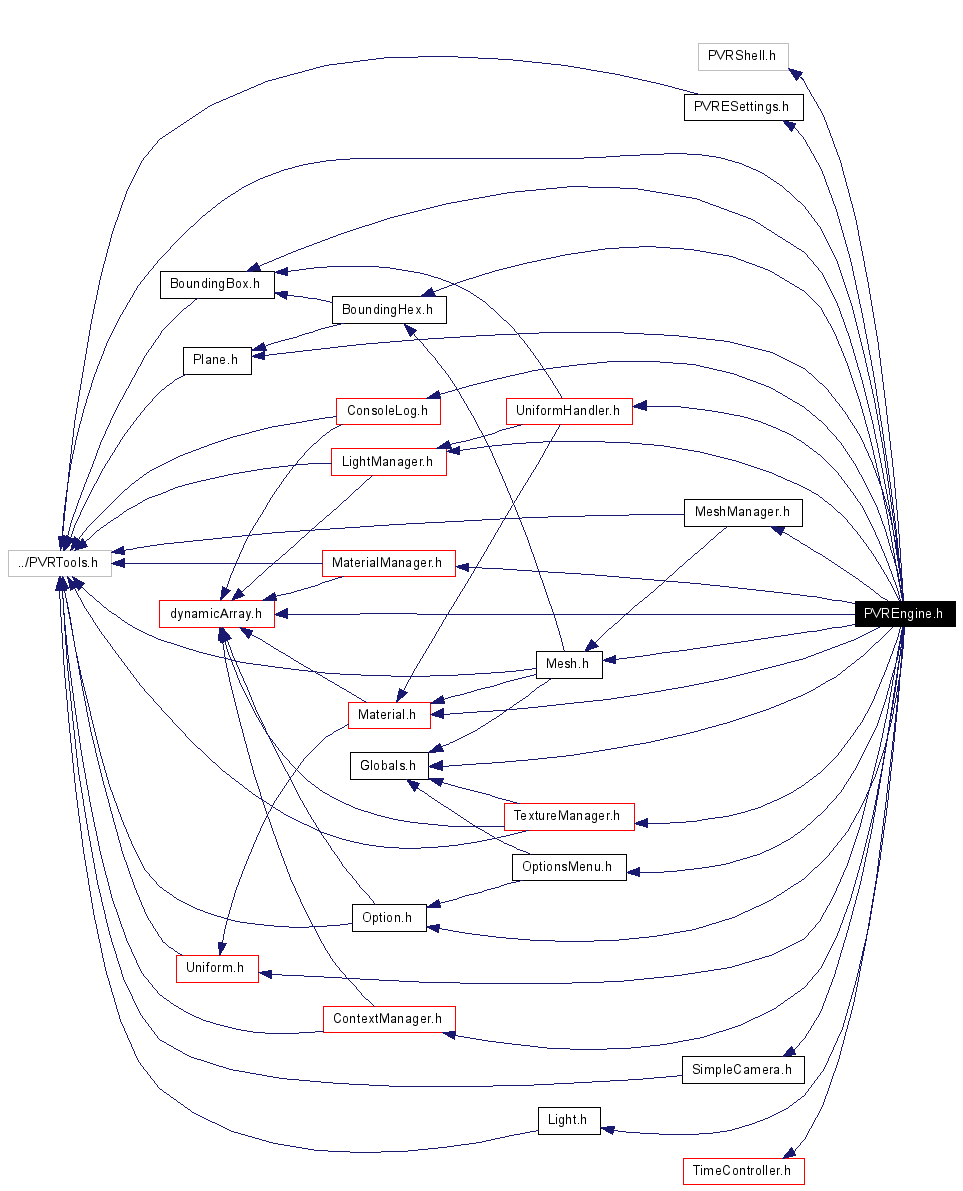 PVRShell.h
PVRESettings.h
BoundingBox.h
BoundingHex.h
Plane.h
ConsoleLog.h
UniformHandler.h
LightManager.h
MeshManager.h
../PVRTools.h
MaterialManager.h
dynamicArray.h
PVREngine.h
Mesh.h
Material.h
Globals.h
TextureManager.h
OptionsMenu.h
Option.h
Uniform.h
ContextManager.h
SimpleCamera.h
Light.h
TimeController.h